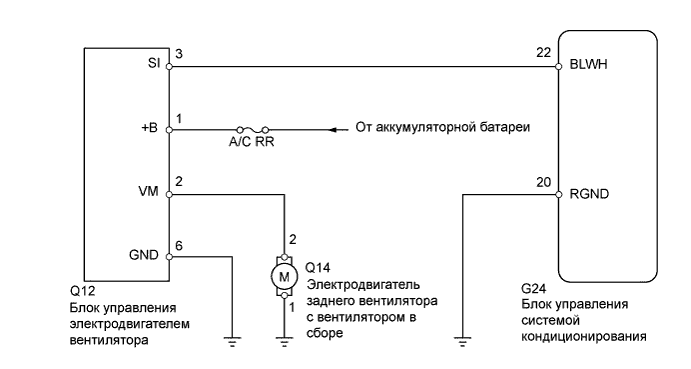 SI 3 22 BLWH
+B 1 A/C RR От аккумуляторной батареи
VM 2 20 RGND
GND 6
2
M
1
Q12
Блок управления
электродвигателем
вентилятора
Q14
Электродвигатель
заднего вентилятора
с вентилятором в
сборе
G24
Блок управления
системой
кондиционирования